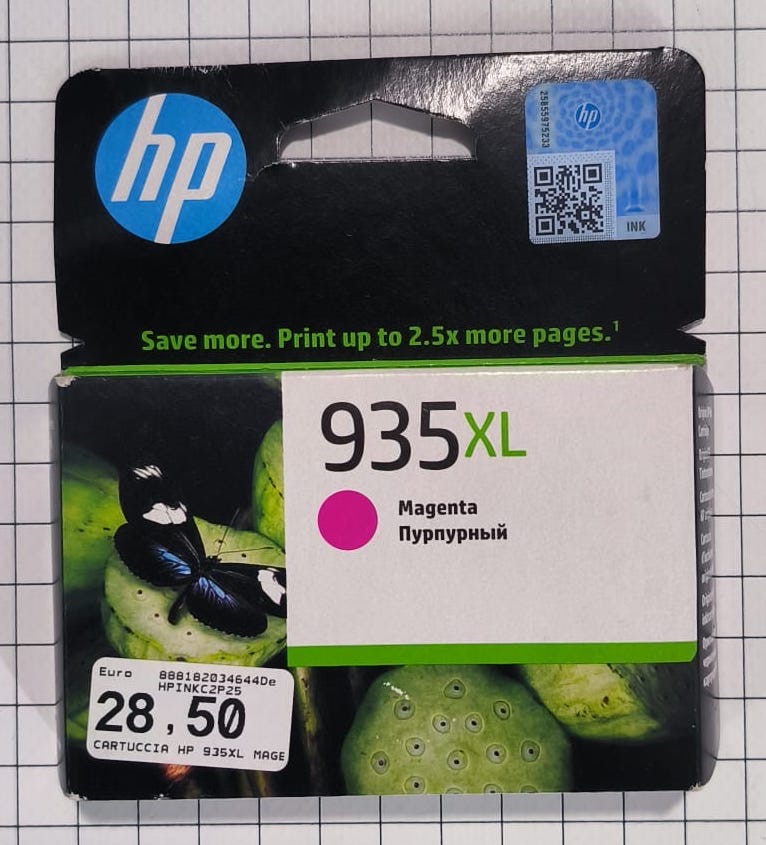 hp
25855975233
hp
INK
Save more. Print up to 2.5x more pages.¹
935XL
Magenta
Пурпурный
Euro 888182034644De
HPINKC2P25
28,50
CARTUCCIA HP 935XL MAGE